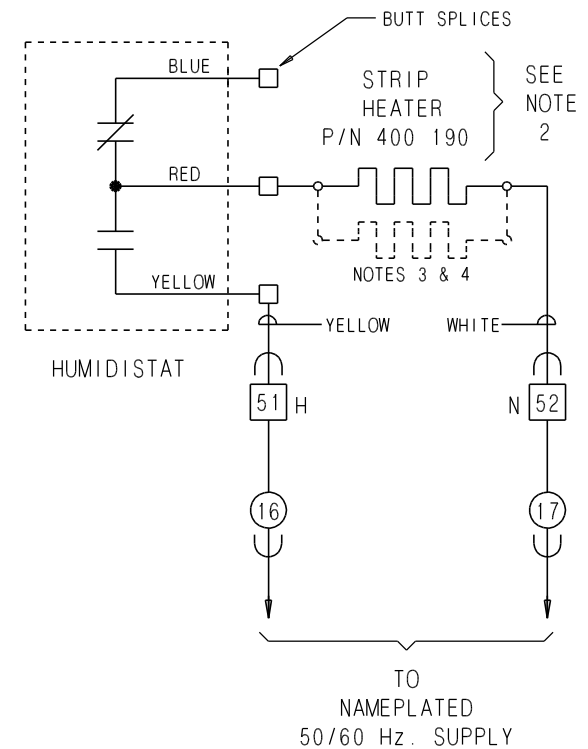 BUTT SPLICES
BLUE
STRIP
HEATER
P/N 400 190
SEE
NOTE
2
RED
NOTES 3 & 4
YELLOW
YELLOW
WHITE
HUMIDISTAT
51 H
N 52
16
17
TO
NAMEPLATED
50/60 Hz. SUPPLY